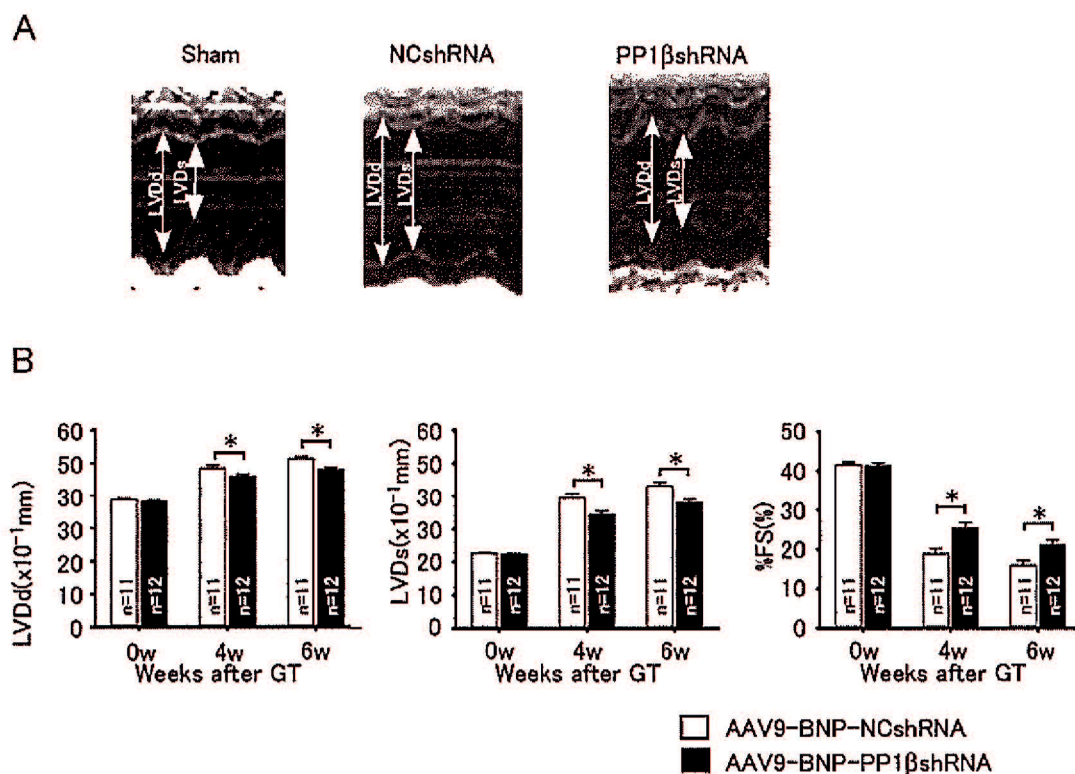 A
Sham
NCshRNA
PP1βshRNA
LVDd
LVDs
LVDd
LVDs
LVDd
LVDs
B
LVDd(x10⁻¹mm)
60
50
30
30
20
10
0
n=11
n=12
*
n=11
n=12
*
n=11
n=12
0w
4w
6w
Weeks after GT
LVDs(x10⁻¹mm)
60
50
30
30
20
10
0
n=11
n=12
*
n=11
n=12
*
n=11
n=12
0w
4w
6w
Weeks after GT
%FS(%)
50
40
30
20
10
0
n=11
n=12
*
n=11
n=12
*
n=11
n=12
0w
4w
6w
Weeks after GT
AAV9-BNP-NCshRNA
AAV9-BNP-PP1βshRNA